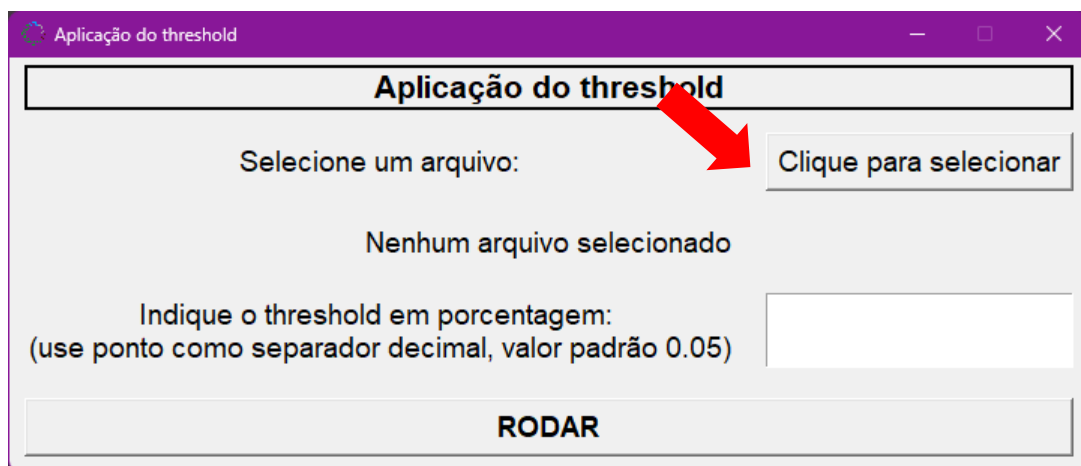 Aplicação do threshold
Aplicação do threshold
Selecione um arquivo:
Clique para selecionar
Nenhum arquivo selecionado
Indique o threshold em porcentagem:
(use ponto como separador decimal, valor padrão 0.05)
RODAR